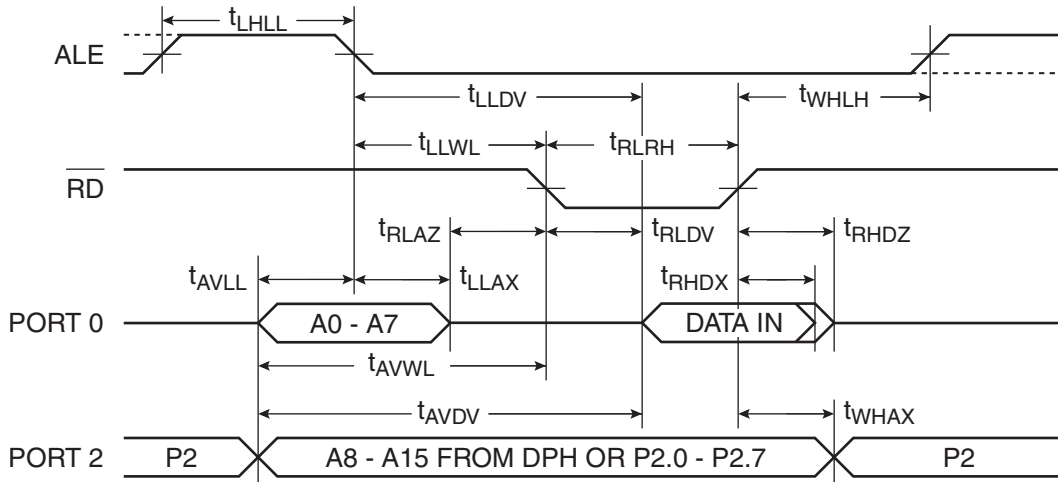 tLHLL
ALE
tLLDV
tWHLH
tLLWL
tRLRH
RD
tRLAZ
tRLDV
tRHDZ
tAVLL
tLLAX
tRHDX
PORT 0
A0 - A7
DATA IN
tAVWL
tAVDV
tWHAX
PORT 2
P2
A8 - A15 FROM DPH OR P2.0 - P2.7
P2